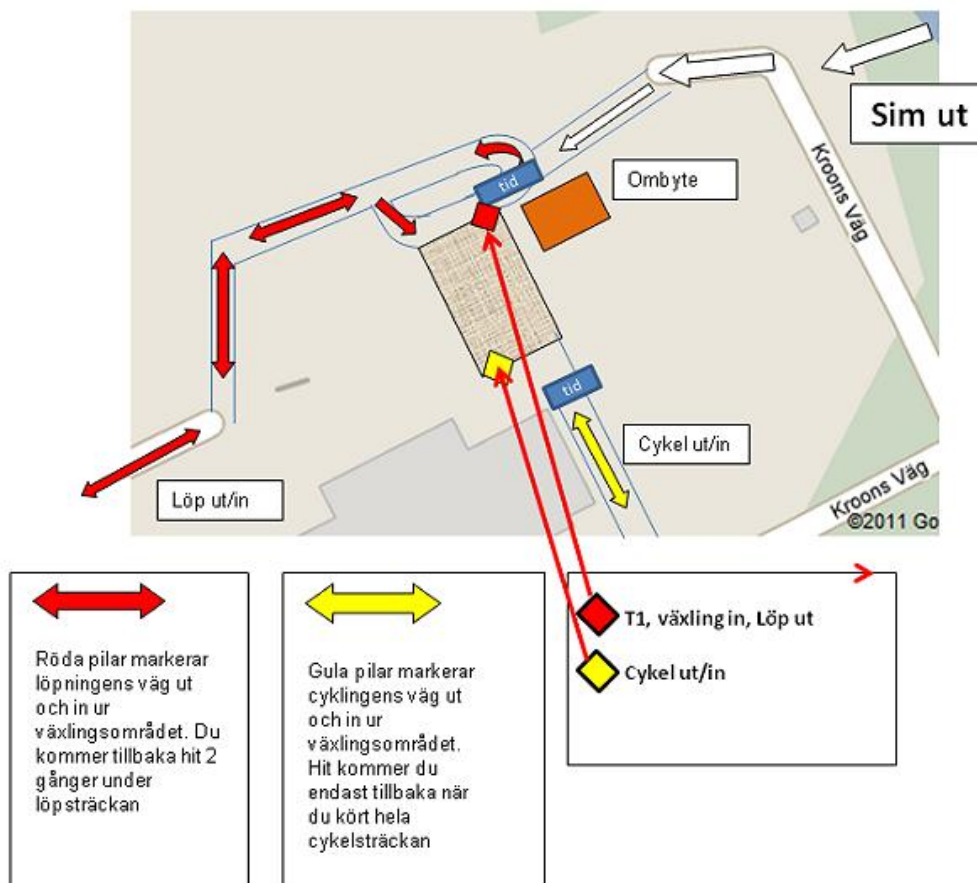 Sim ut
Kroons Väg
Ombyte
tid
tid
Cykel ut/in
Löp ut/in
Kroons Väg
©2011 Go
Röda pilar markerar
löpningens väg ut
och in ur
växlingsområdet. Du
kommer tillbaka hit 2
gånger under
löpsträckan
Gula pilar markerar
cyklingens väg ut
och in ur
växlingsområdet.
Hit kommer du
endast tillbaka när
du kört hela
cykelsträckan
T1, växling in, Löp ut
Cykel ut/in